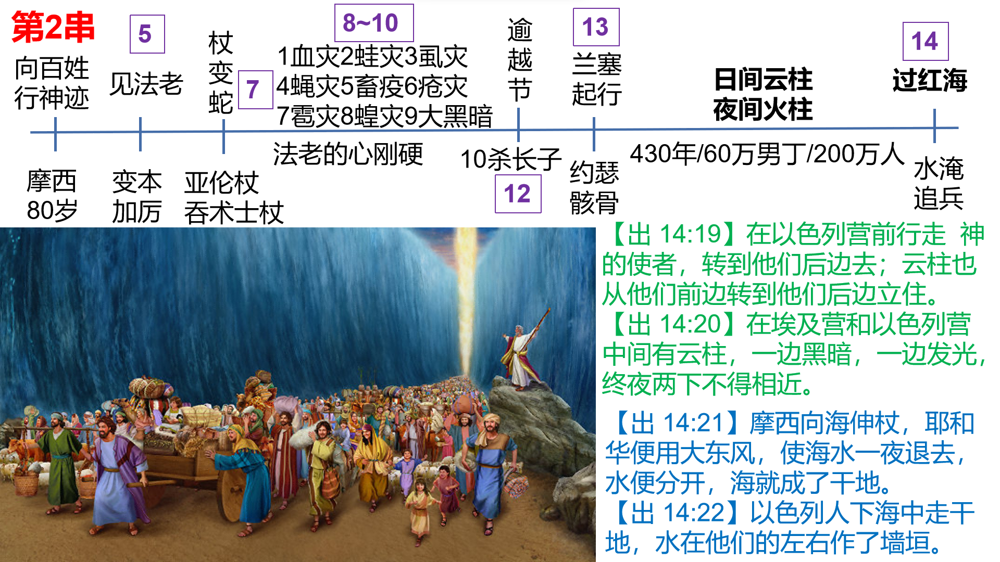 第2串
5
8~10
13
14
向百姓
行神迹
见法老
杖
变
蛇
7
1血灾2蛙灾3虱灾
4蝇灾5畜疫6疮灾
7雹灾8蝗灾9大黑暗
逾
越
节
兰塞
起行
日间云柱
夜间火柱
过红海
摩西
80岁
变本
加厉
亚伦杖
吞术士杖
法老的心刚硬
10杀长子
12
约瑟
骸骨
430年/60万男丁/200万人
水淹
追兵
【出 14:19】在以色列营前行走 神
的使者，转到他们后边去；云柱也
从他们前边转到他们后边立住。
【出 14:20】在埃及营和以色列营
中间有云柱，一边黑暗，一边发光，
终夜两下不得相近。
【出 14:21】摩西向海伸杖，耶和
华便用大东风，使海水一夜退去，
水便分开，海就成了干地。
【出 14:22】以色列人下海中走干
地，水在他们的左右作了墙垣。